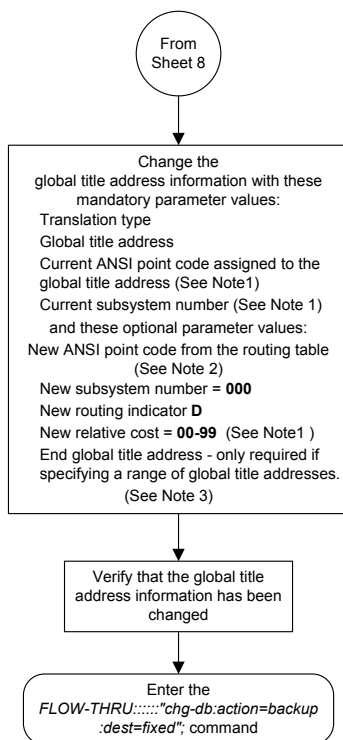 From
Sheet 8
Change the
global title address information with these
mandatory parameter values:
Translation type
Global title address
Current ANSI point code assigned to the
global title address (See Note1)
Current subsystem number (See Note 1)
and these optional parameter values:
New ANSI point code from the routing table
(See Note 2)
New subsystem number = 000
New routing indicator D
New relative cost = 00-99 (See Note1 )
End global title address - only required if
specifying a range of global title addresses.
(See Note 3)
Verify that the global title
address information has been
changed
Enter the
FLOW-THRU::::::"chg-db:action=backup
:dest=fixed"; command